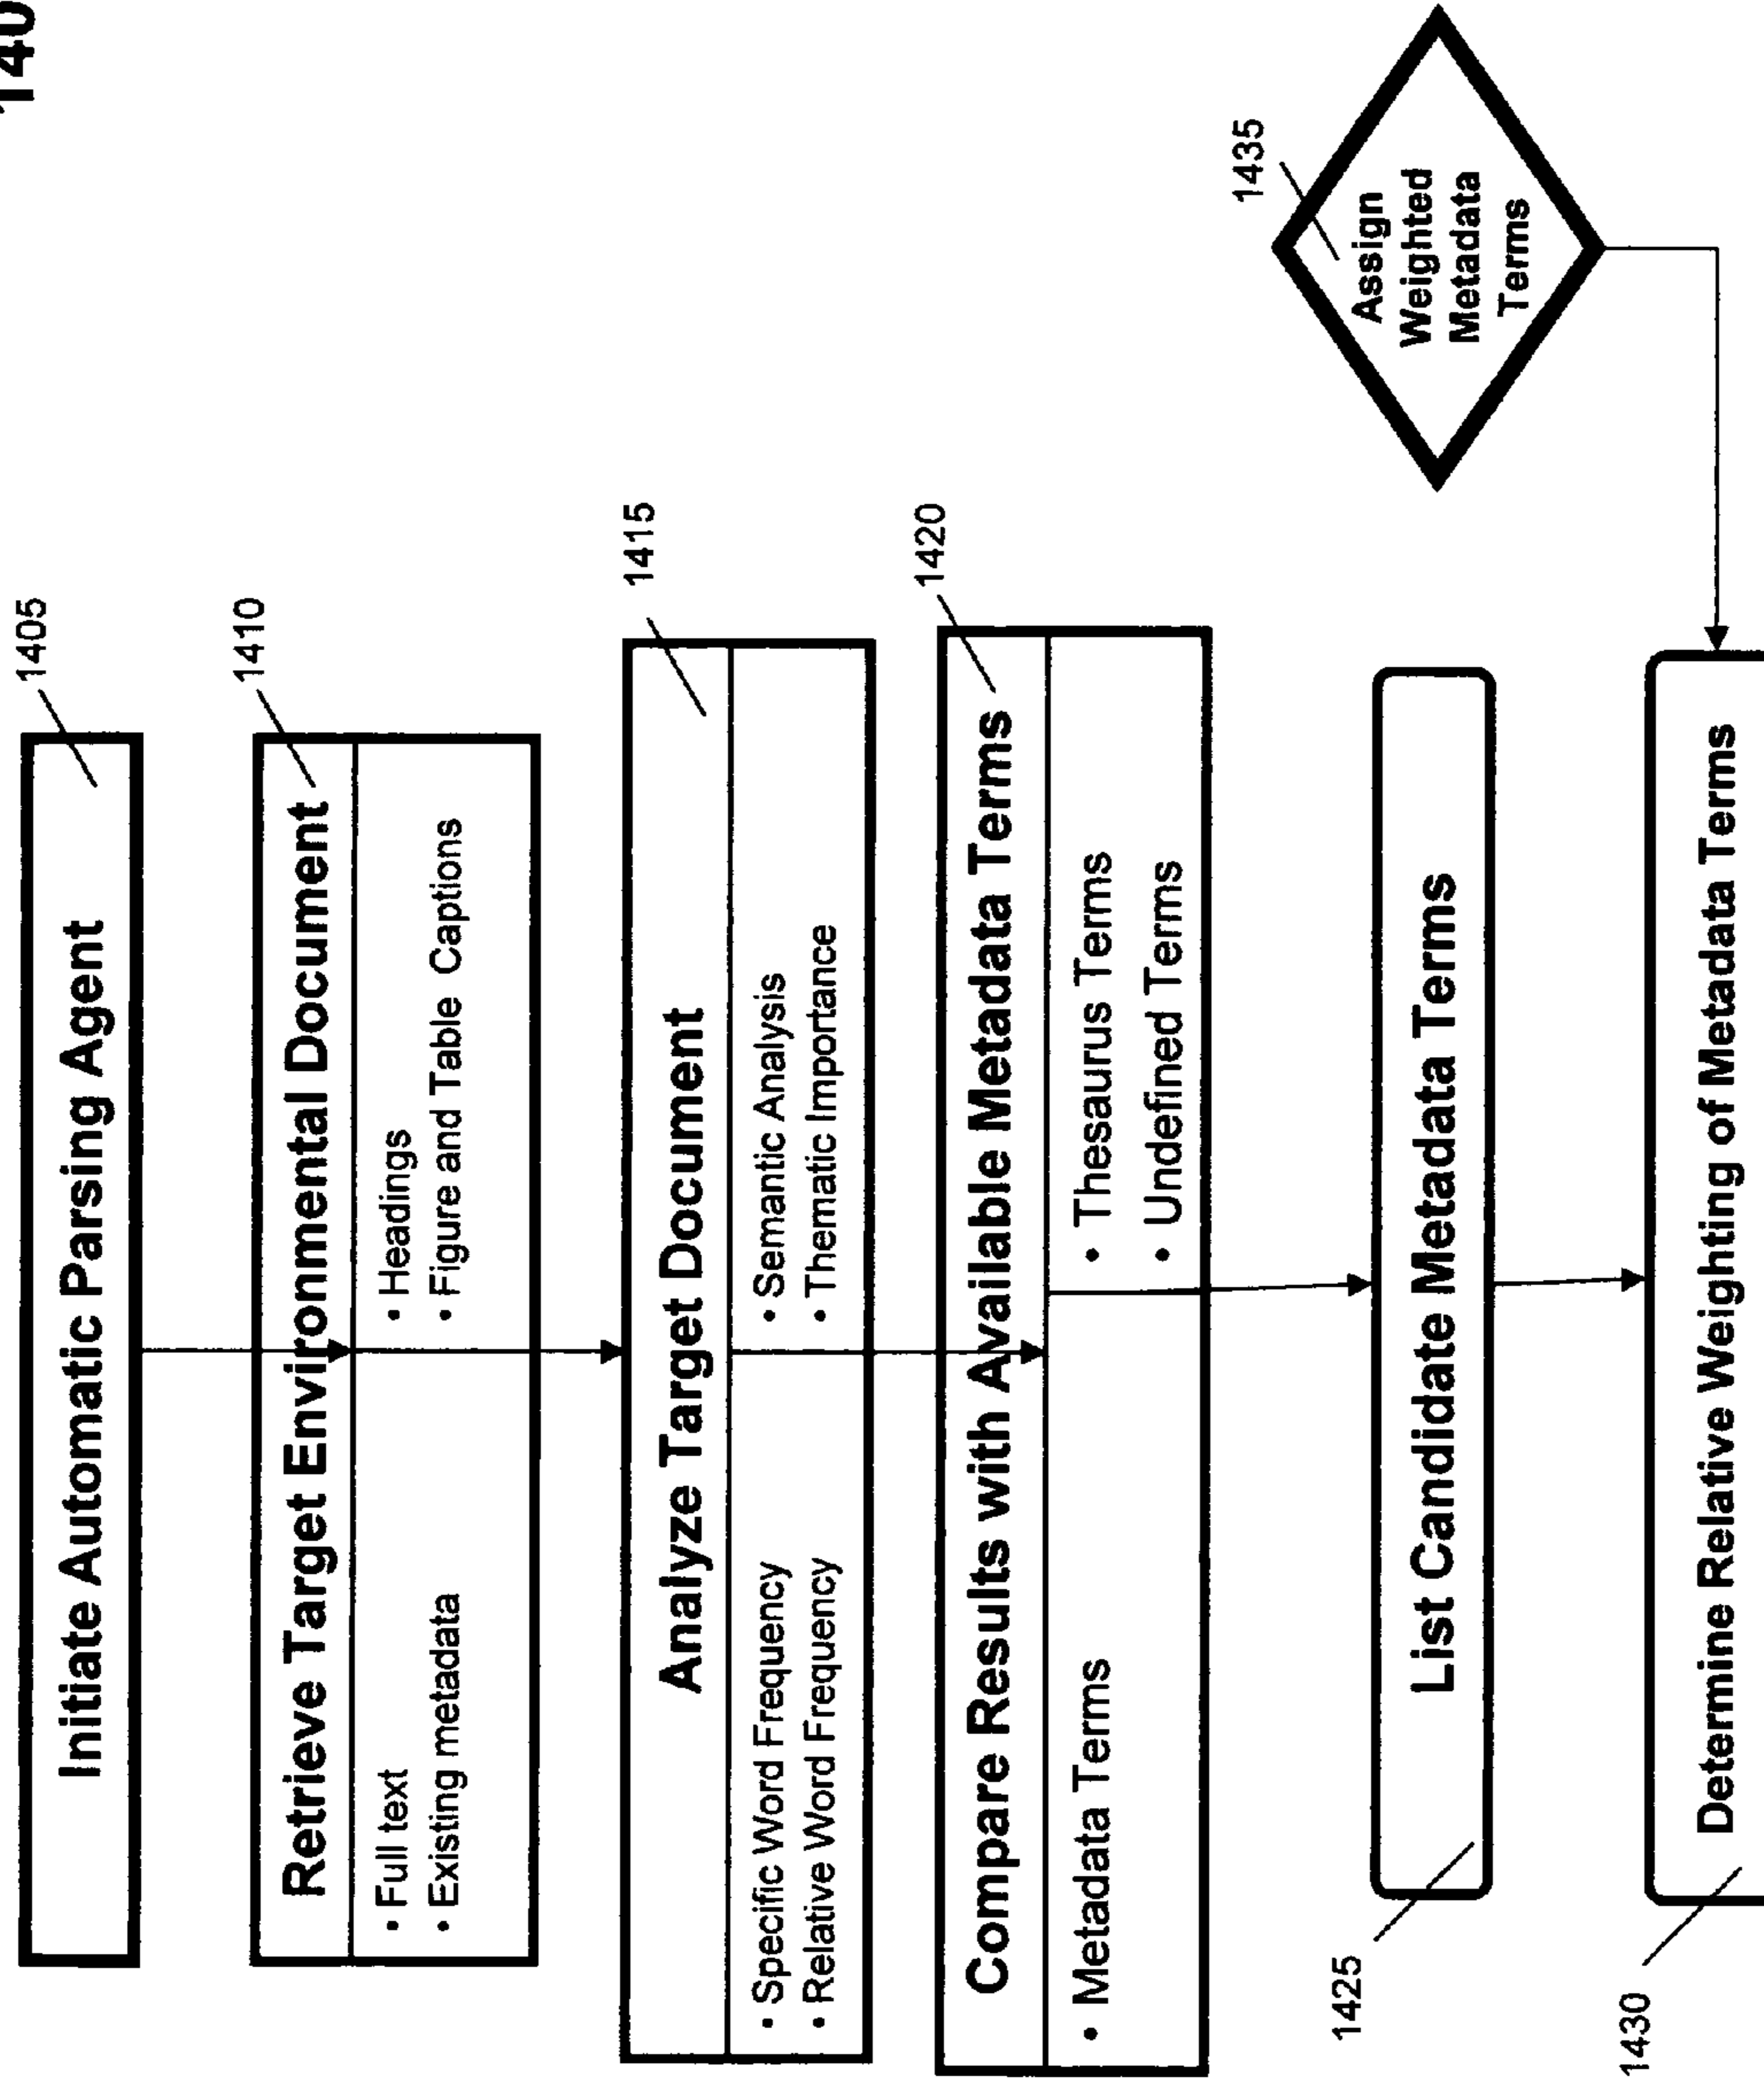 140
1405
Initiate Automatic Parsing Agent
1410
Retrieve Target Environmental Document
• Full text
• Existing metadata
• Headings
• Figure and Table Captions
1415
Analyze Target Document
• Specific Word Frequency
• Relative Word Frequency
• Semantic Analysis
• Thematic Importance
1420
Compare Results with Available Metadata Terms
• Metadata Terms
• Thesaurus Terms
• Undefined Terms
1425
List Candidate Metadata Terms
1435
Assign
Weighted
Metadata
Terms
1430
Determine Relative Weighting of Metadata Terms